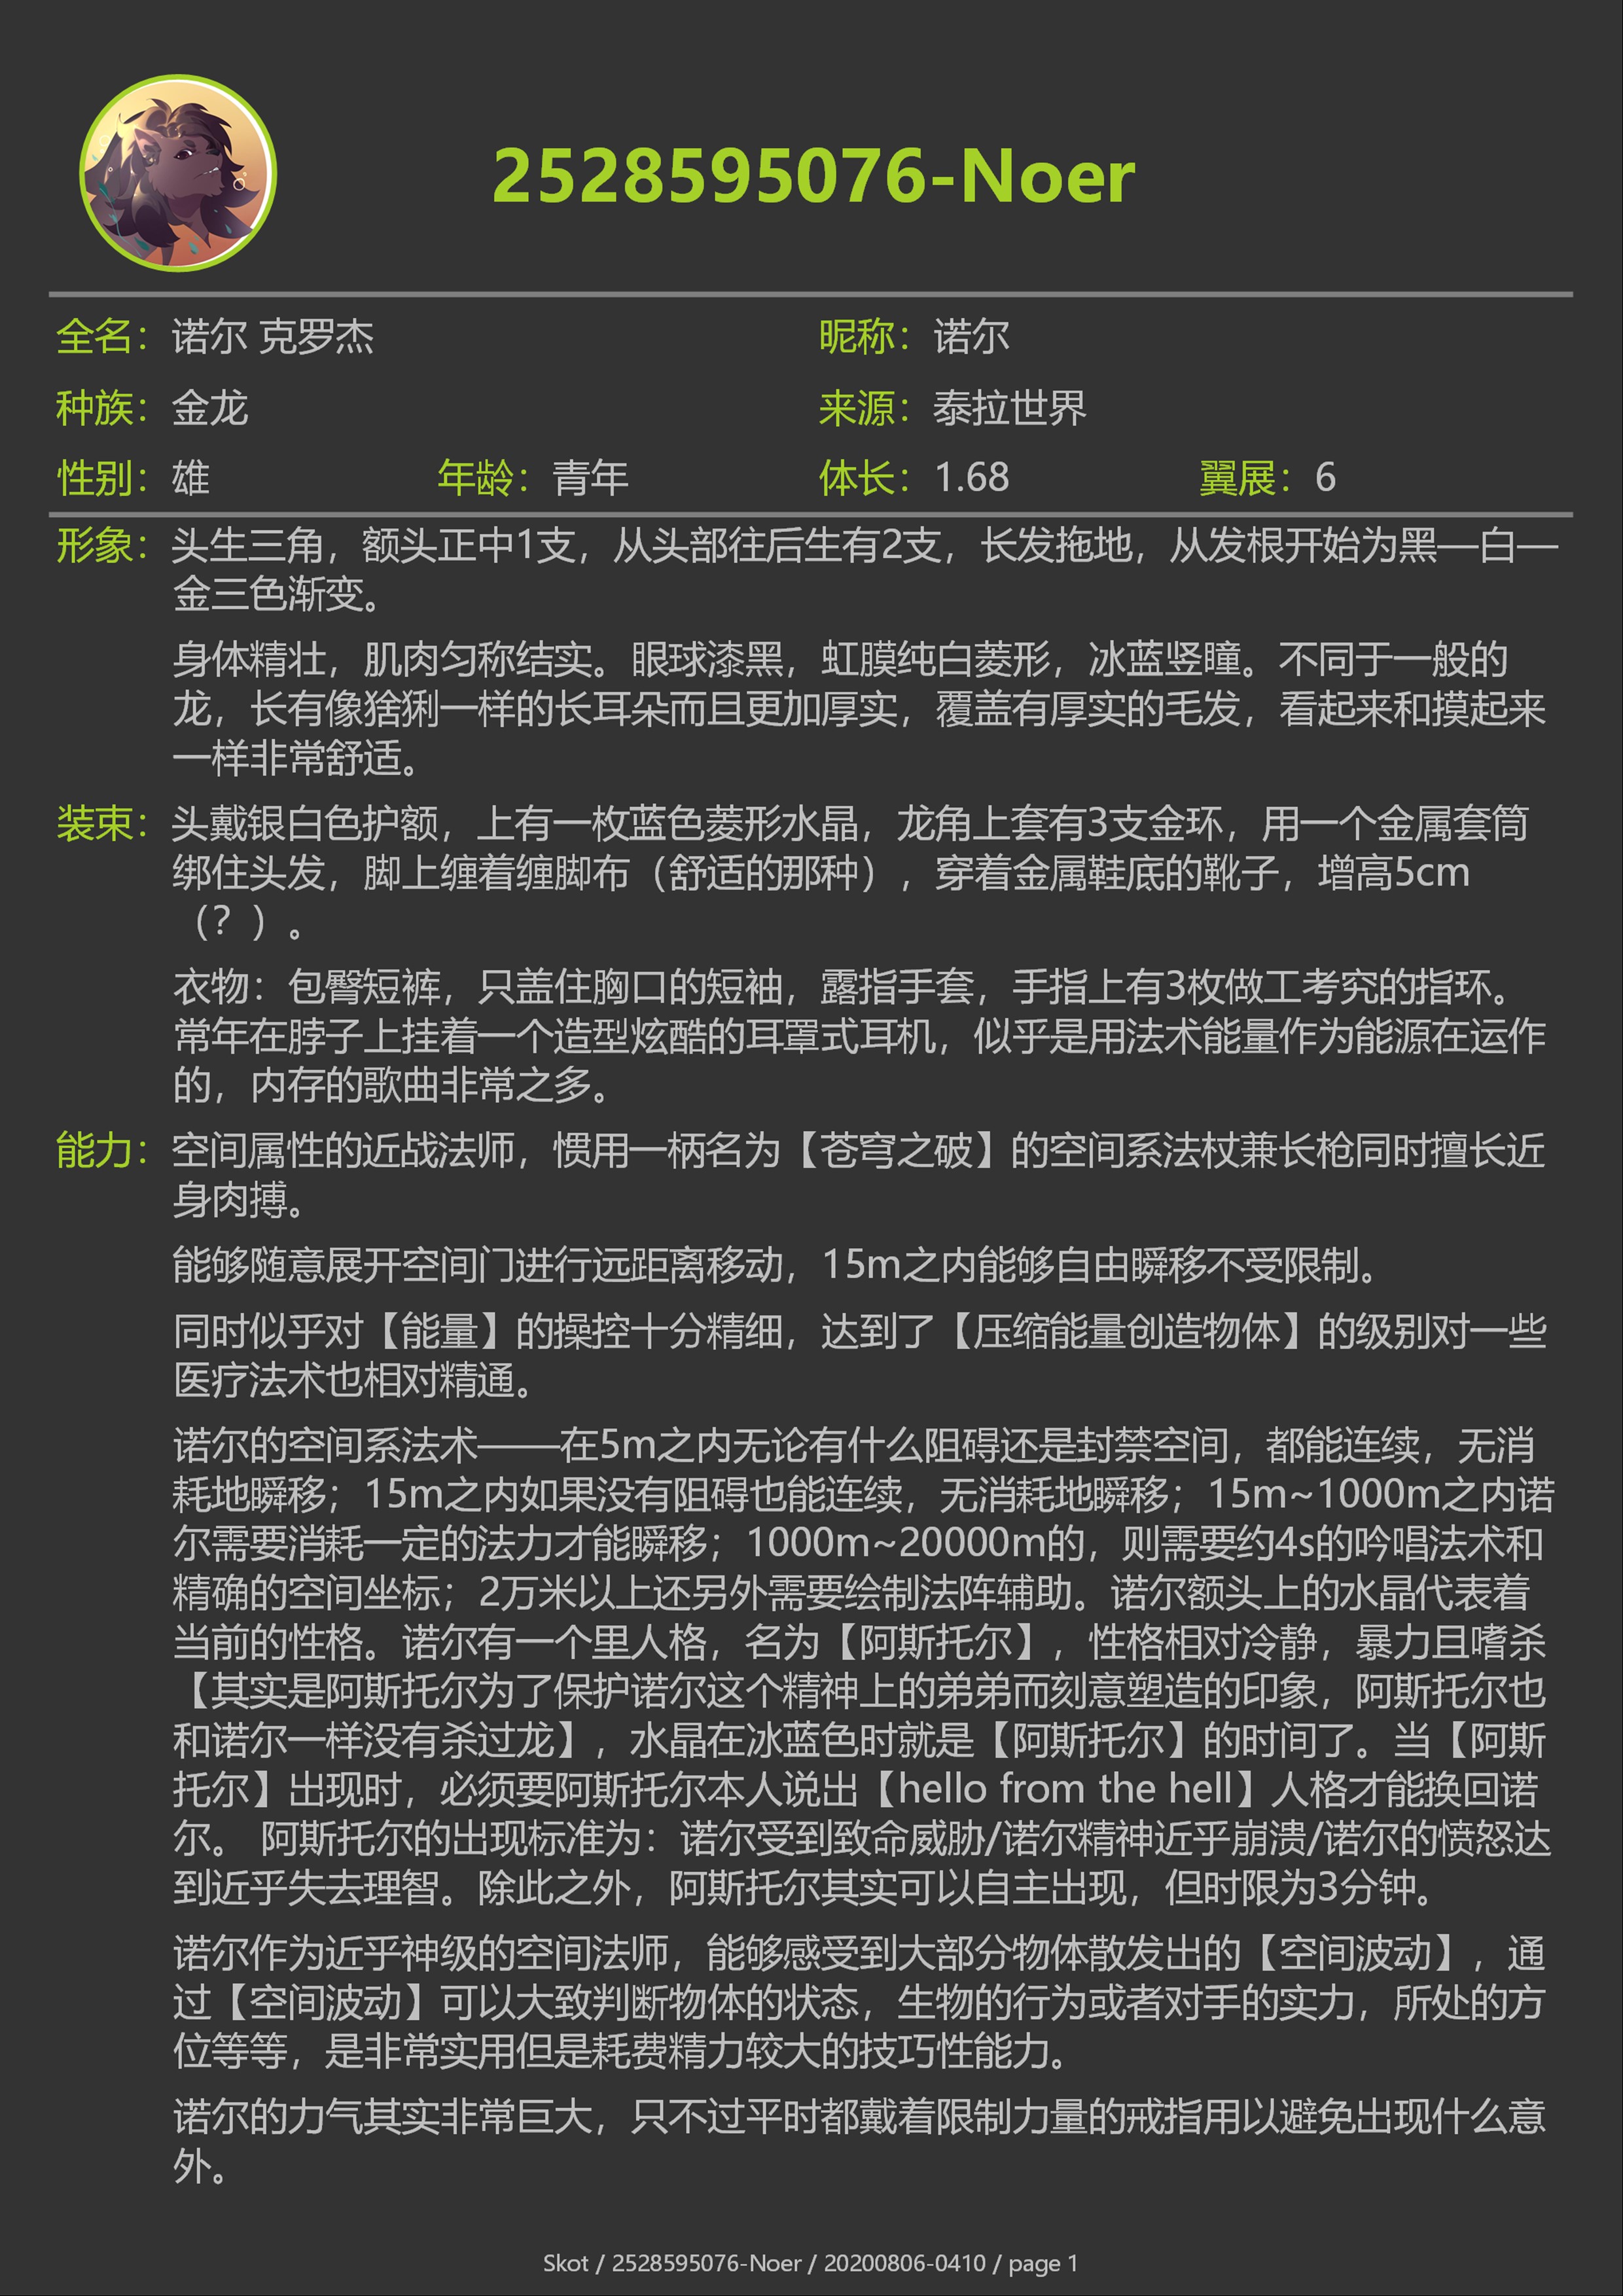 2528595076-Noer
全名：诺尔 克罗杰 昵称：诺尔
种族：金龙 来源：泰拉世界
性别：雄 年龄：青年 体长：1.68 翼展：6
形象：头生三角，额头正中1支，从头部往后生有2支，长发拖地，从发根开始为黑—白—
金三色渐变。
身体精壮，肌肉匀称结实。眼球漆黑，虹膜纯白菱形，冰蓝竖瞳。不同于一般的
龙，长有像猞猁一样的长耳朵而且更加厚实，覆盖有厚实的毛发，看起来和摸起来
一样非常舒适。
装束：头戴银白色护额，上有一枚蓝色菱形水晶，龙角上套有3支金环，用一个金属套筒
绑住头发，脚上缠着缠脚布（舒适的那种），穿着金属鞋底的靴子，增高5cm
（？）。
衣物：包臀短裤，只盖住胸口的短袖，露指手套，手指上有3枚做工考究的指环。
常年在脖子上挂着一个造型炫酷的耳罩式耳机，似乎是用法术能量作为能源在运作
的，内存的歌曲非常之多。
能力：空间属性的近战法师，惯用一柄名为【苍穹之破】的空间系法杖兼长枪同时擅长近
身肉搏。
能够随意展开空间门进行远距离移动，15m之内能够自由瞬移不受限制。
同时似乎对【能量】的操控十分精细，达到了【压缩能量创造物体】的级别对一些
医疗法术也相对精通。
诺尔的空间系法术——在5m之内无论有什么阻碍还是封禁空间，都能连续，无消
耗地瞬移；15m之内如果没有阻碍也能连续，无消耗地瞬移；15m~1000m之内诺
尔需要消耗一定的法力才能瞬移；1000m~20000m的，则需要约4s的吟唱法术和
精确的空间坐标；2万米以上还另外需要绘制法阵辅助。诺尔额头上的水晶代表着
当前的性格。诺尔有一个里人格，名为【阿斯托尔】，性格相对冷静，暴力且嗜杀
【其实是阿斯托尔为了保护诺尔这个精神上的弟弟而刻意塑造的印象，阿斯托尔也
和诺尔一样没有杀过龙】，水晶在冰蓝色时就是【阿斯托尔】的时间了。当【阿斯
托尔】出现时，必须要阿斯托尔本人说出【hello from the hell】人格才能换回诺
尔。 阿斯托尔的出现标准为：诺尔受到致命威胁/诺尔精神近乎崩溃/诺尔的愤怒达
到近乎失去理智。除此之外，阿斯托尔其实可以自主出现，但时限为3分钟。
诺尔作为近乎神级的空间法师，能够感受到大部分物体散发出的【空间波动】，通
过【空间波动】可以大致判断物体的状态，生物的行为或者对手的实力，所处的方
位等等，是非常实用但是耗费精力较大的技巧性能力。
诺尔的力气其实非常巨大，只不过平时都戴着限制力量的戒指用以避免出现什么意
外。
Skot / 2528595076-Noer / 20200806-0410 / page 1